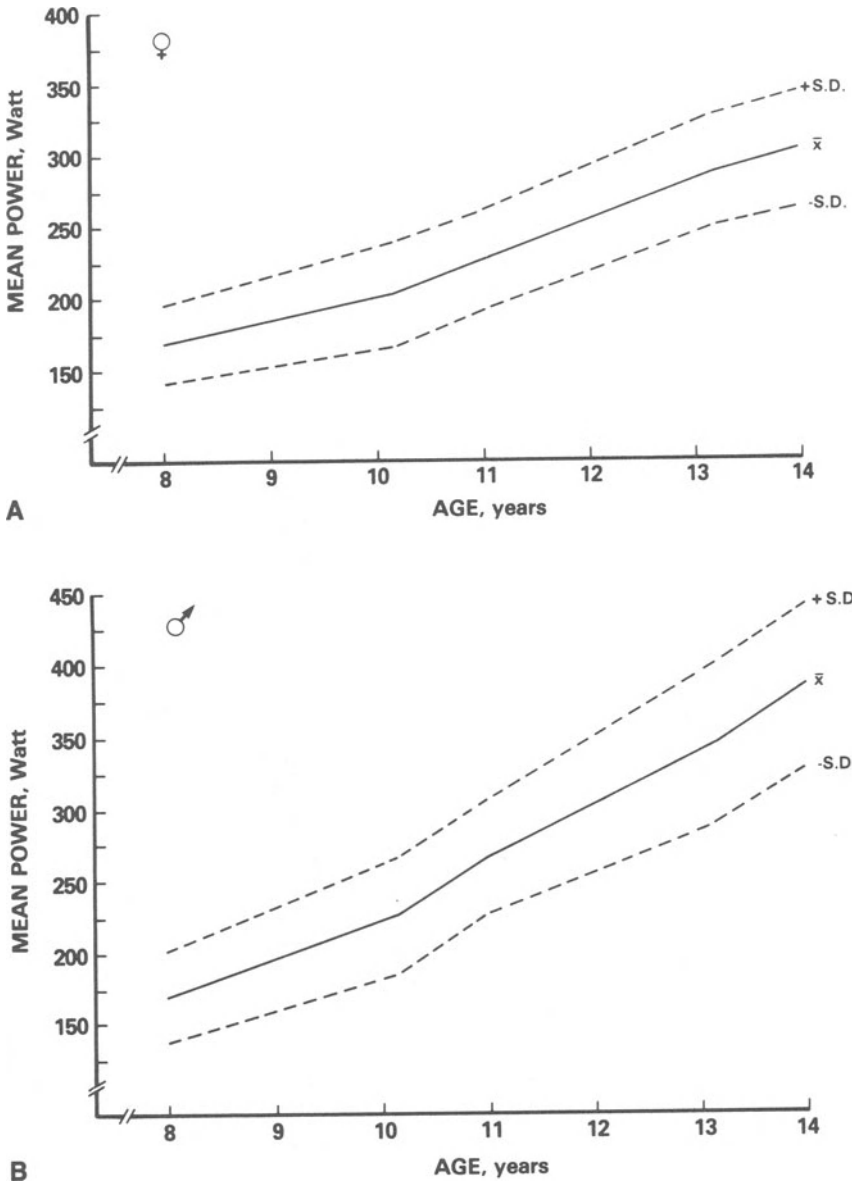 400
350
300
250
200
150
MEAN POWER, Watt
♀
+S.D.
x̄
-S.D.
8 9 10 11 12 13 14
AGE, years
A
450
400
350
300
250
200
150
MEAN POWER, Watt
♂
+S.D
x̄
-S.D
8 9 10 11 12 13 14
AGE, years
B